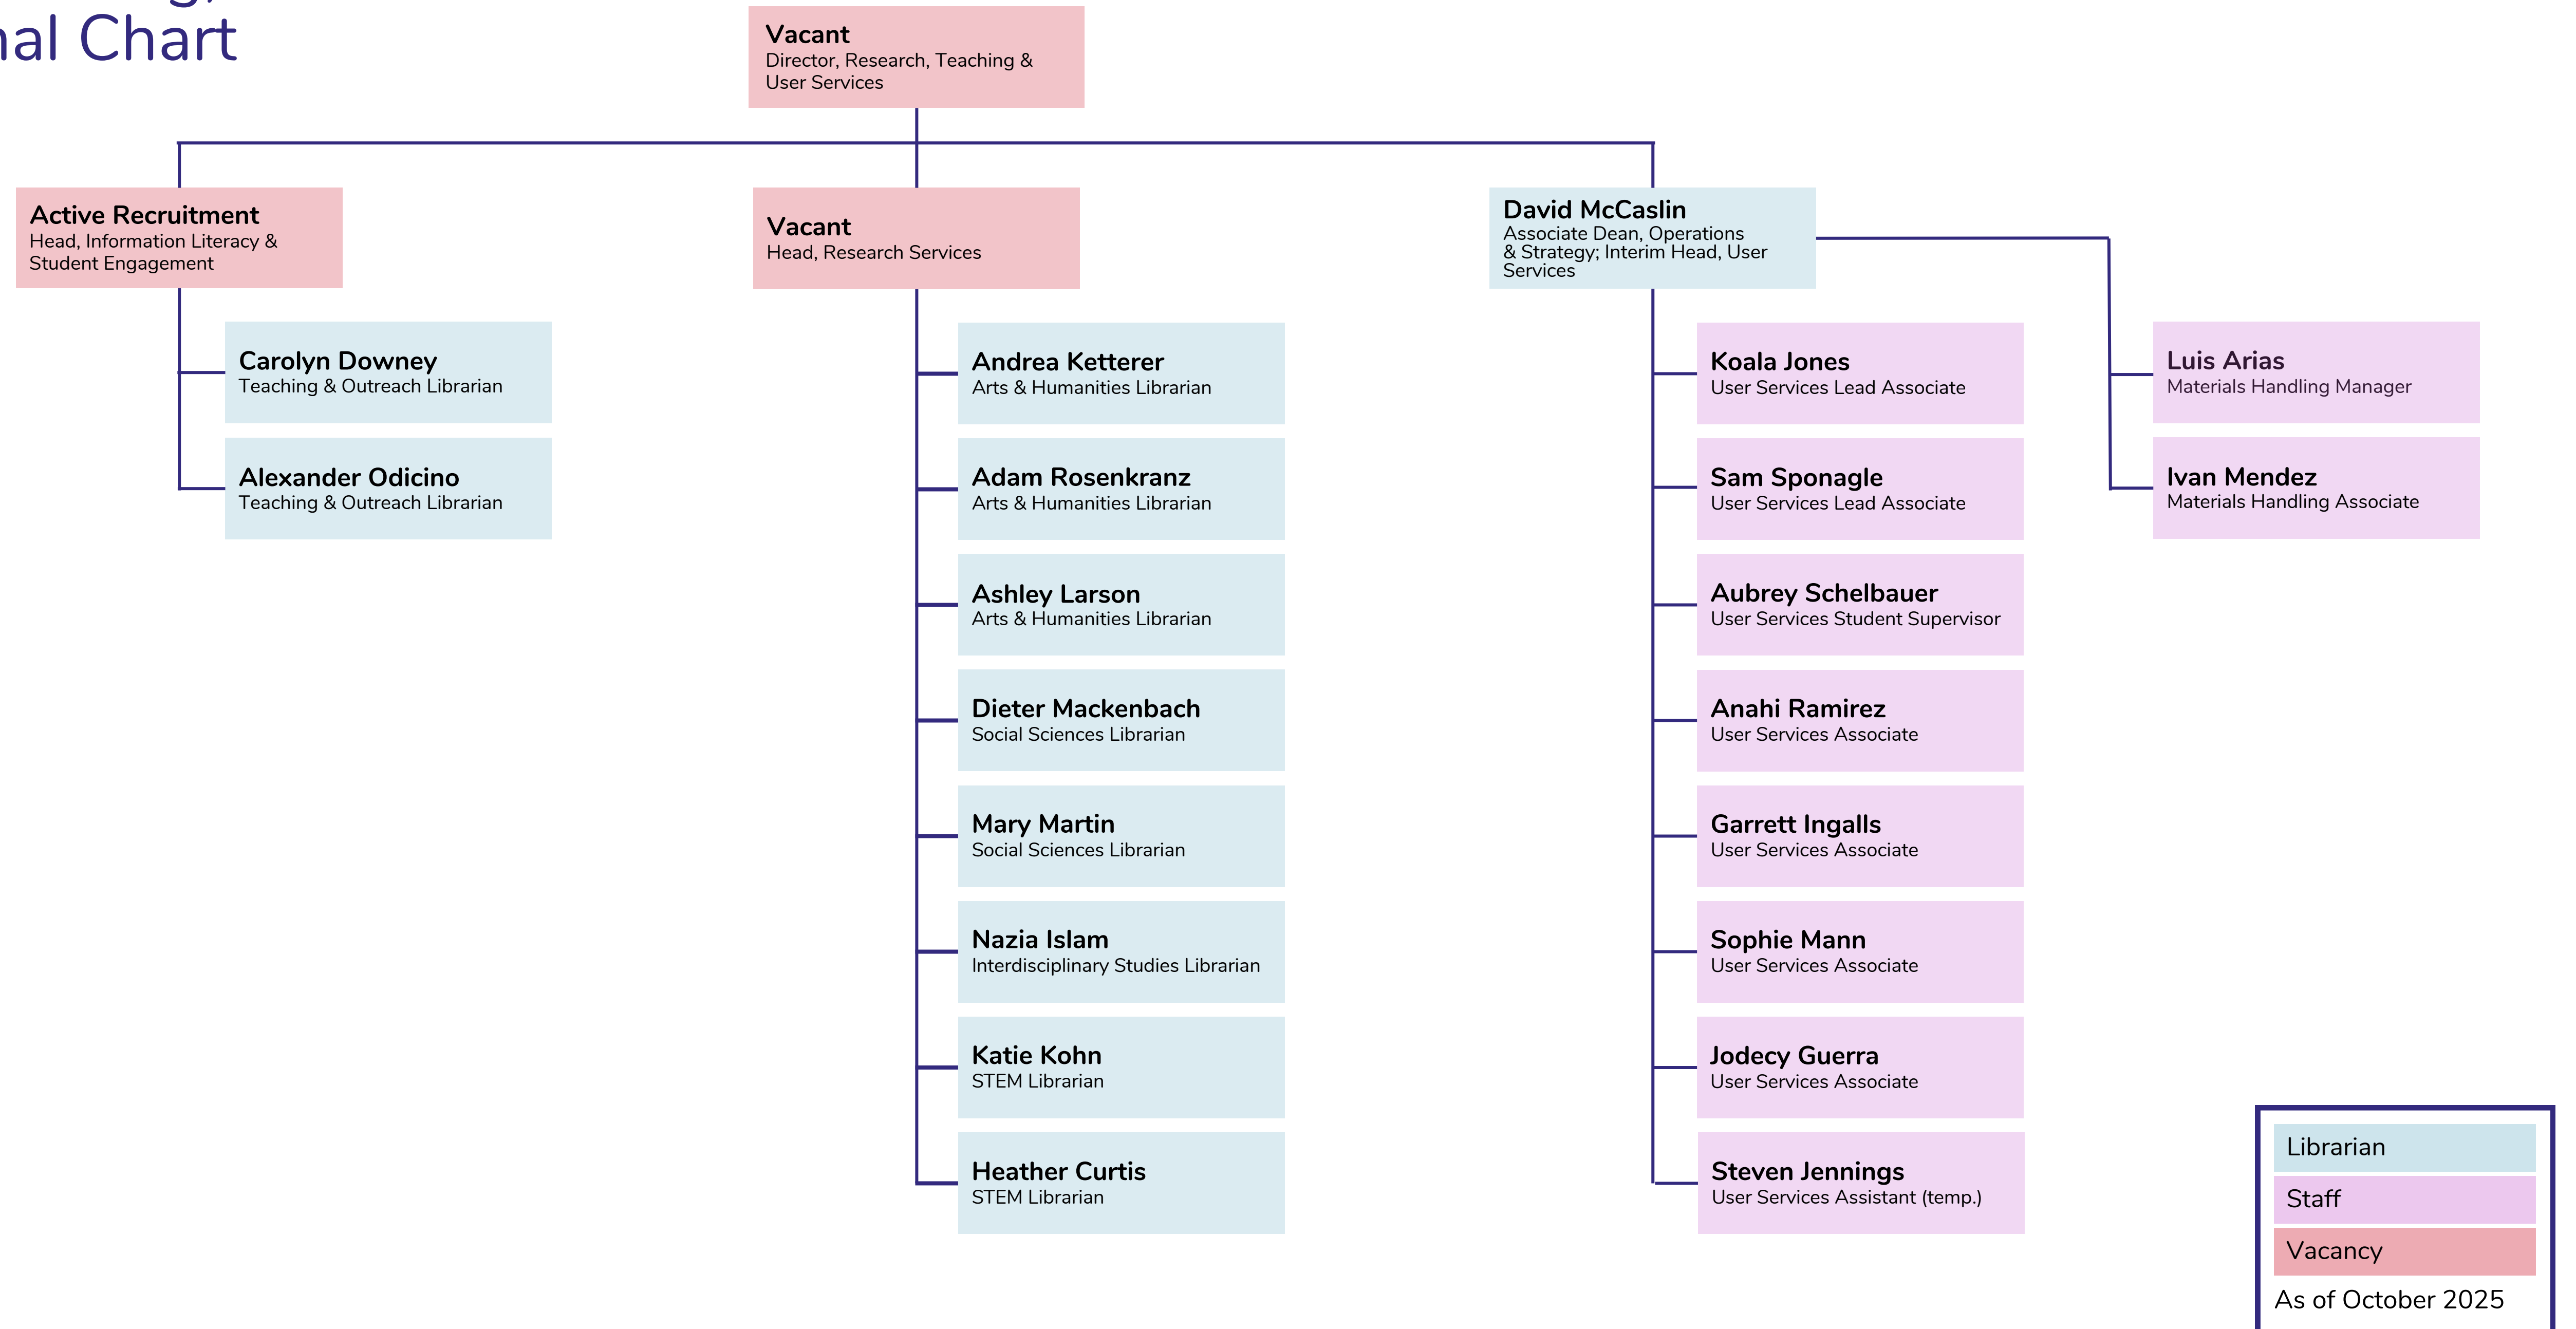 nal Chart
Vacant
Director, Research, Teaching &
User Services
Active Recruitment
Head, Information Literacy &
Student Engagement
Carolyn Downey
Teaching & Outreach Librarian
Alexander Odicino
Teaching & Outreach Librarian
Vacant
Head, Research Services
Andrea Ketterer
Arts & Humanities Librarian
Adam Rosenkranz
Arts & Humanities Librarian
Ashley Larson
Arts & Humanities Librarian
Dieter Mackenbach
Social Sciences Librarian
Mary Martin
Social Sciences Librarian
Nazia Islam
Interdisciplinary Studies Librarian
Katie Kohn
STEM Librarian
Heather Curtis
STEM Librarian
David McCaslin
Associate Dean, Operations
& Strategy; Interim Head, User
Services
Koala Jones
User Services Lead Associate
Sam Sponagle
User Services Lead Associate
Aubrey Schelbauer
User Services Student Supervisor
Anahi Ramirez
User Services Associate
Garrett Ingalls
User Services Associate
Sophie Mann
User Services Associate
Jodecy Guerra
User Services Associate
Steven Jennings
User Services Assistant (temp.)
Luis Arias
Materials Handling Manager
Ivan Mendez
Materials Handling Associate
Librarian
Staff
Vacancy
As of October 2025